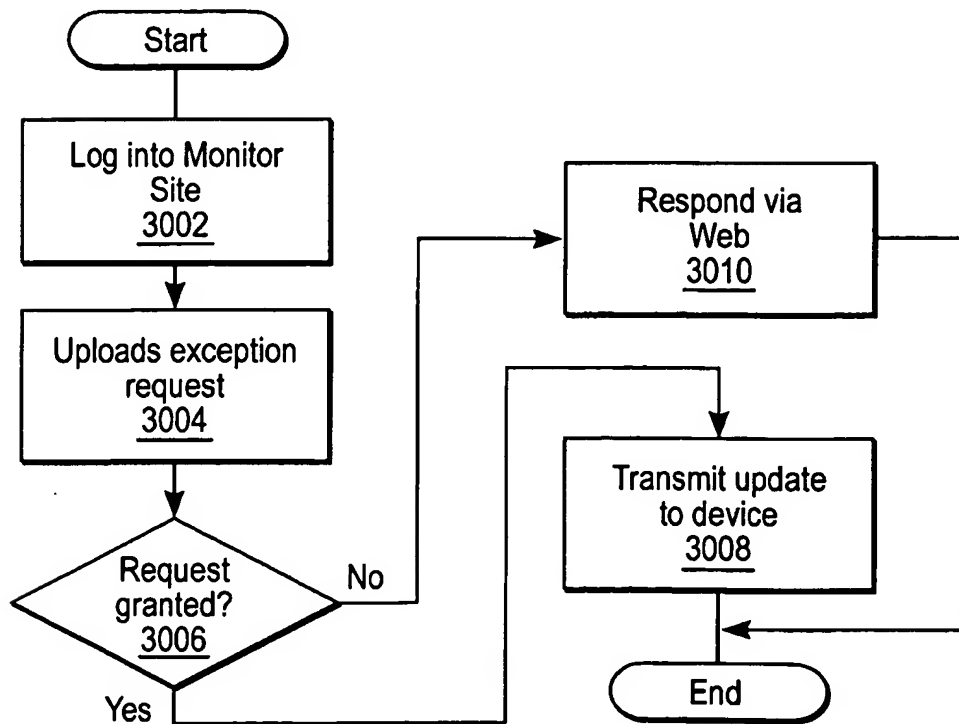 Start
Log into Monitor
Site
3002
Uploads exception
request
3004
Request
granted?
3006
No
Yes
Respond via
Web
3010
Transmit update
to device
3008
End